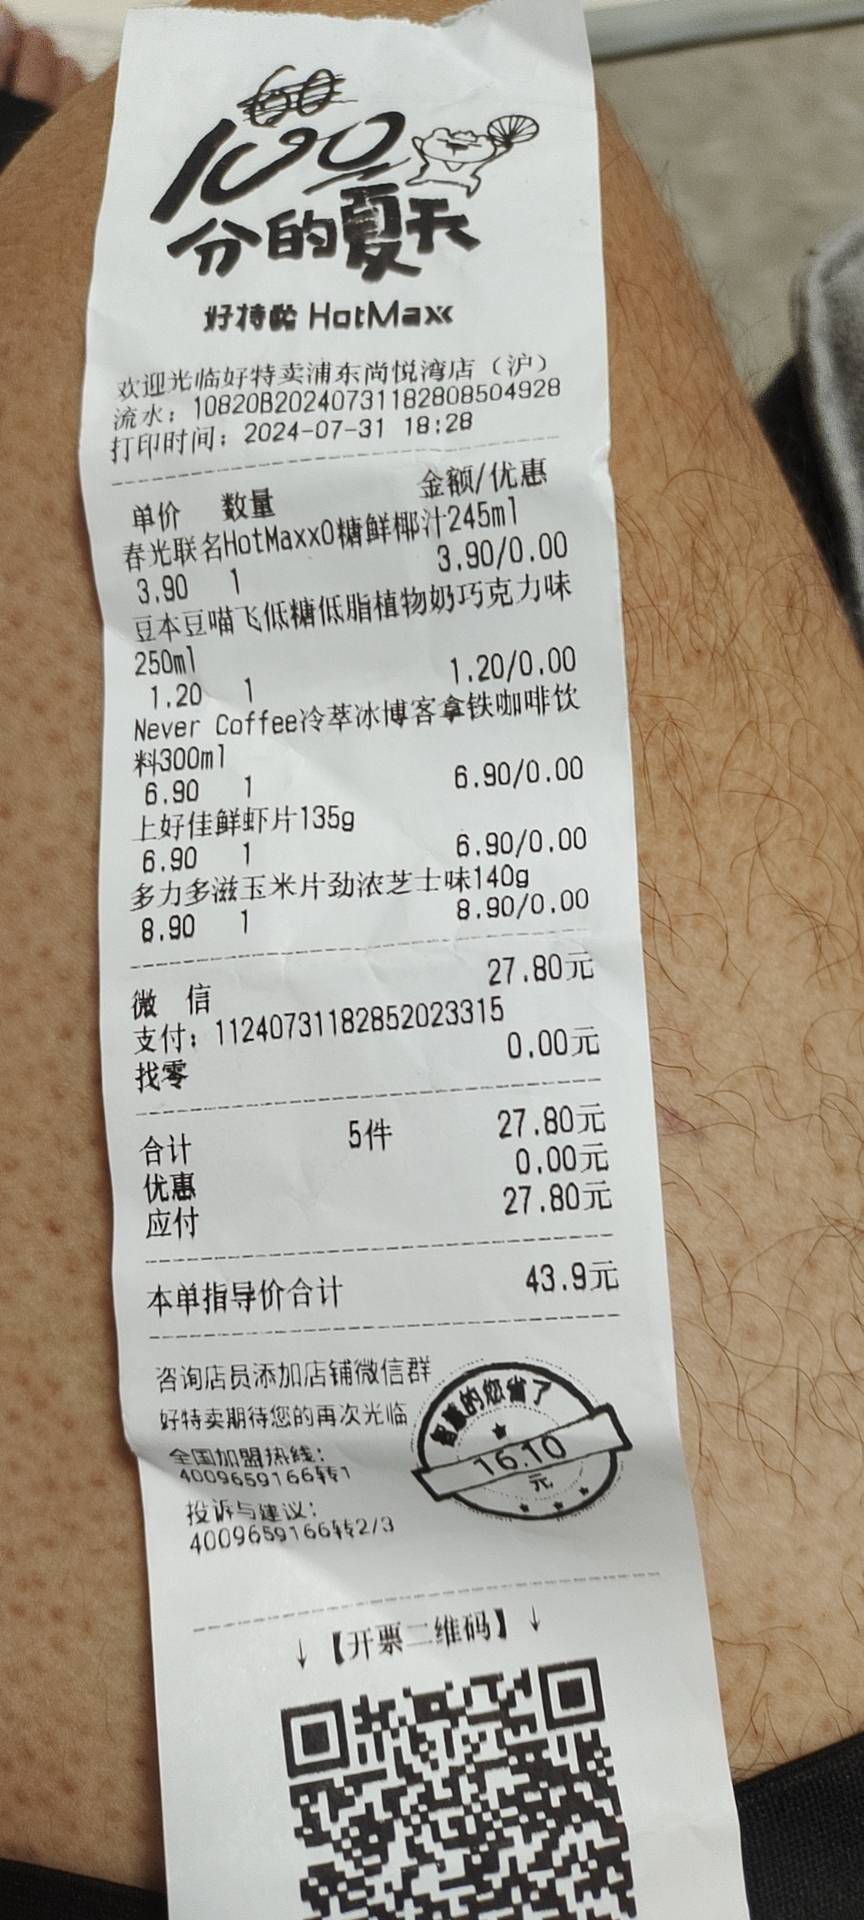 60
100
分的夏天
好特卖 HotMaxx
欢迎光临好特卖浦东尚悦湾店（沪）
流水：10820B20240731182808504928
打印时间：2024-07-31 18:28
单价 数量 金额/优惠
春光联名HotMaxx0糖鲜椰汁245ml
3.90 1 3.90/0.00
豆本豆喵飞低糖低脂植物奶巧克力味
250ml
1.20 1 1.20/0.00
Never Coffee冷萃冰博客拿铁咖啡饮
料300ml
6.90 1 6.90/0.00
上好佳鲜虾片135g
6.90 1 6.90/0.00
多力多滋玉米片劲浓芝士味140g
8.90 1 8.90/0.00
微 信 27.80元
支付：11240731182852023315
找零 0.00元
合计 5件 27.80元
优惠 0.00元
应付 27.80元
本单指导价合计 43.9元
咨询店员添加店铺微信群
好特卖期待您的再次光临
全国加盟热线：
4009659166转1
投诉与建议：
4009659166转2/3
智慧的您省了
16.10
元
↓【开票二维码】↓